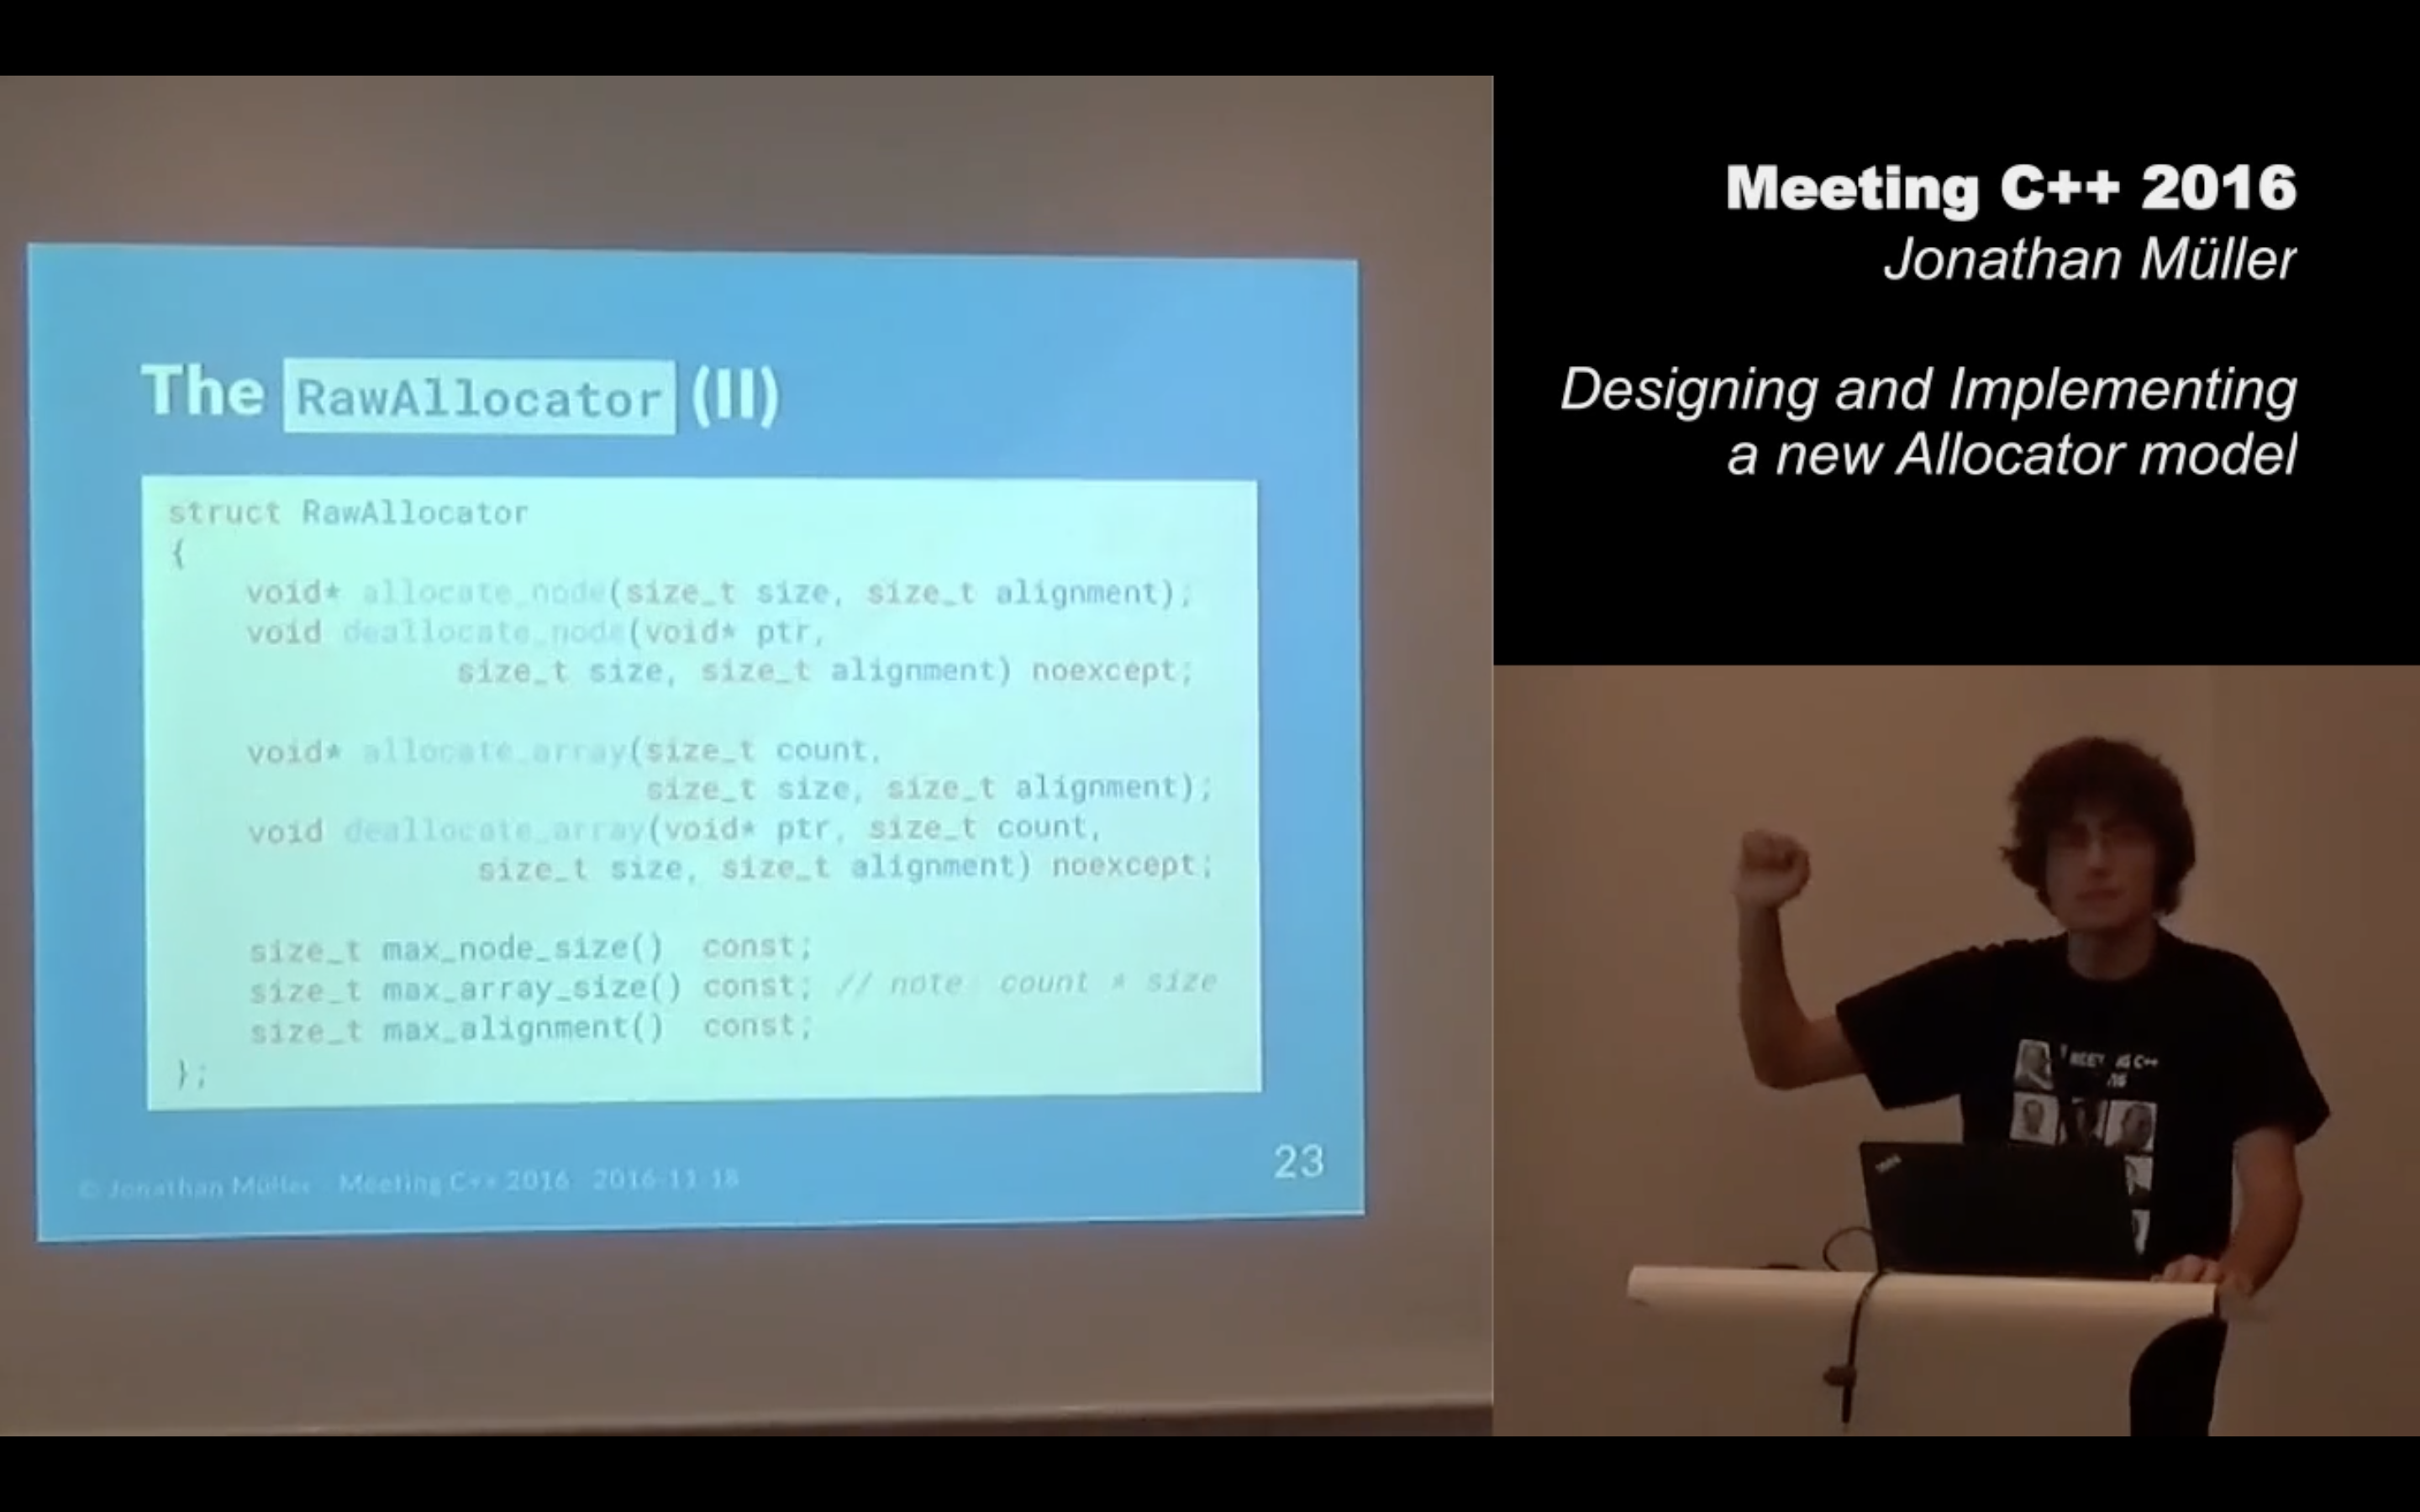 The RawAllocator (II)
struct RawAllocator
{
void* allocate_node(size_t size, size_t alignment);
void deallocate_node(void* ptr,
size_t size, size_t alignment) noexcept;
void* allocate_array(size_t count,
size_t size, size_t alignment);
void deallocate_array(void* ptr, size_t count,
size_t size, size_t alignment) noexcept;
size_t max_node_size() const;
size_t max_array_size() const; // note: count * size
size_t max_alignment() const;
};
© Jonathan Müller - Meeting C++ 2016 2016-11-18
23
Meeting C++ 2016
Jonathan Müller
Designing and Implementing
a new Allocator model